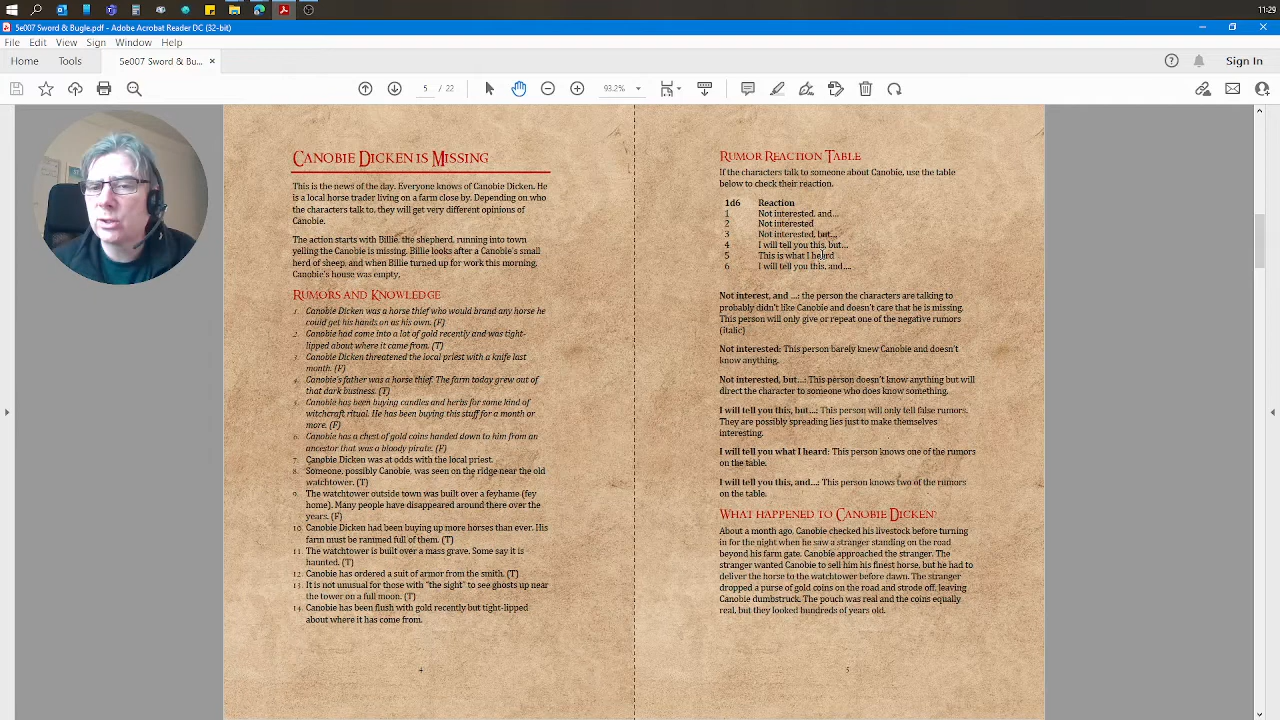 11:29
5e007 Sword & Bugle.pdf - Adobe Acrobat Reader DC (32-bit)
File Edit View Sign Window Help
Home Tools 5e007 Sword & Bu... × Sign In
5 / 22 93.2%
Canobie Dicken is Missing
This is the news of the day. Everyone knows of Canobie Dicken. He
is a local horse trader living on a farm close by. Depending on who
the characters talk to, they will get very different opinions of
Canobie.
The action starts with Billie, the shepherd, running into town
yelling the Canobie is missing. Billie looks after a Canobie's small
herd of sheep, and when Billie turned up for work this morning,
Canobie's house was empty.
Rumors and Knowledge
1. Canobie Dicken was a horse thief who would brand any horse he
could get his hands on as his own. (F)
2. Canobie had come into a lot of gold recently and was tight-
lipped about where it came from. (T)
3. Canobie Dicken threatened the local priest with a knife last
month. (F)
4. Canobie's father was a horse thief. The farm today grew out of
that dark business. (T)
5. Canobie has been buying candles and herbs for some kind of
witchcraft ritual. He has been buying this stuff for a month or
more. (F)
6. Canobie has a chest of gold coins handed down to him from an
ancestor that was a bloody pirate. (F)
7. Canobie Dicken was at odds with the local priest.
8. Someone, possibly Canobie, was seen on the ridge near the old
watchtower. (T)
9. The watchtower outside town was built over a feyhame (fey
home). Many people have disappeared around there over the
years. (F)
10. Canobie Dicken had been buying up more horses than ever. His
farm must be rammed full of them. (T)
11. The watchtower is built over a mass grave. Some say it is
haunted. (T)
12. Canobie has ordered a suit of armor from the smith. (T)
13. It is not unusual for those with "the sight" to see ghosts up near
the tower on a full moon. (T)
14. Canobie has been flush with gold recently but tight-lipped
about where it has come from.
4
Rumor Reaction Table
If the characters talk to someone about Canobie, use the table
below to check their reaction.
1d6 Reaction
1 Not interested, and...
2 Not interested
3 Not interested, but...
4 I will tell you this, but...
5 This is what I heard
6 I will tell you this, and....
Not interest, and ...: the person the characters are talking to
probably didn't like Canobie and doesn't care that he is missing.
This person will only give or repeat one of the negative rumors
(italic)
Not interested: This person barely knew Canobie and doesn't
know anything.
Not interested, but...: This person doesn't know anything but will
direct the character to someone who does know something.
I will tell you this, but...: This person will only tell false rumors.
They are possibly spreading lies just to make themselves
interesting.
I will tell you what I heard: This person knows one of the rumors
on the table.
I will tell you this, and...: This person knows two of the rumors
on the table.
What happened to Canobie Dicken?
About a month ago, Canobie checked his livestock before turning
in for the night when he saw a stranger standing on the road
beyond his farm gate. Canobie approached the stranger. The
stranger wanted Canobie to sell him his finest horse, but he had to
deliver the horse to the watchtower before dawn. The stranger
dropped a purse of gold coins on the road and strode off, leaving
Canobie dumbstruck. The pouch was real and the coins equally
real, but they looked hundreds of years old.
5